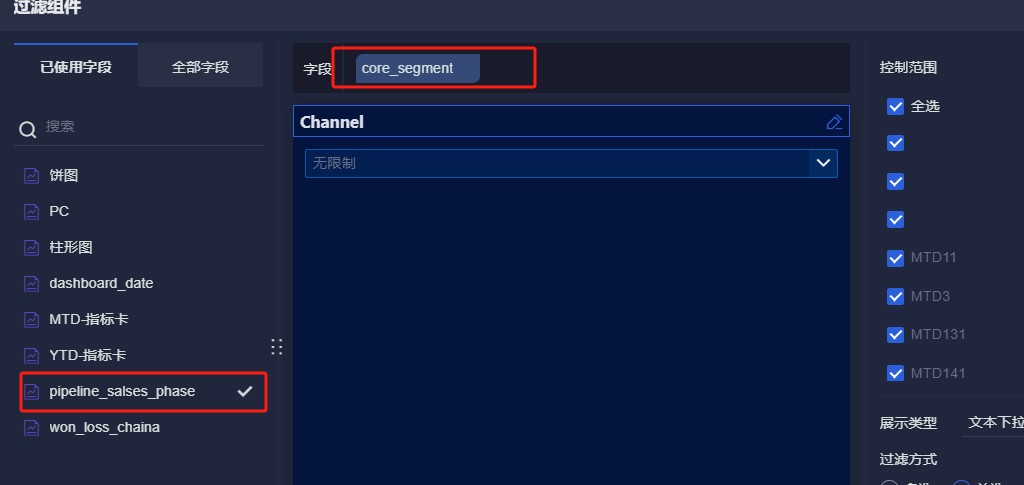 过滤组件
已使用字段
全部字段
搜索
饼图
PC
柱形图
dashboard_date
MTD-指标卡
YTD-指标卡
pipeline_salses_phase
won_loss_chaina
字段
core_segment
Channel
无限制
控制范围
全选
MTD11
MTD3
MTD131
MTD141
展示类型
文本下拉
过滤方式